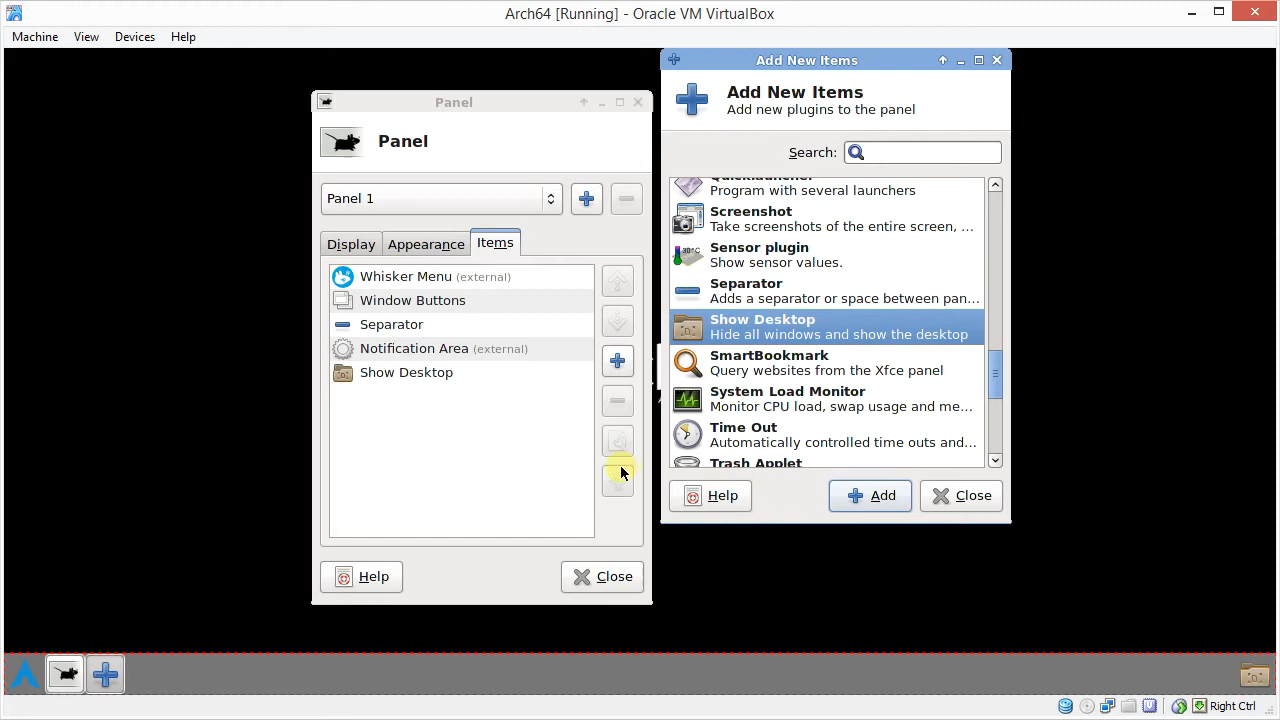 Arch64 [Running] - Oracle VM VirtualBox
Machine View Devices Help
Panel
Panel
Panel 1
Display Appearance Items
Whisker Menu (external)
Window Buttons
Separator
Notification Area (external)
Show Desktop
Help Close
Add New Items
Add New Items
Add new plugins to the panel
Search:
Quicklauncher
Program with several launchers
Screenshot
Take screenshots of the entire screen, ...
Sensor plugin
Show sensor values.
Separator
Adds a separator or space between pan...
Show Desktop
Hide all windows and show the desktop
SmartBookmark
Query websites from the Xfce panel
System Load Monitor
Monitor CPU load, swap usage and me...
Time Out
Automatically controlled time outs and...
Trash Applet
Help Add Close
Right Ctrl